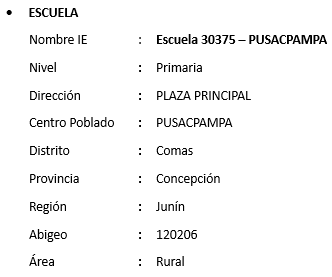 • ESCUELA
Nombre IE : Escuela 30375 – PUSACPAMPA
Nivel : Primaria
Dirección : PLAZA PRINCIPAL
Centro Poblado : PUSACPAMPA
Distrito : Comas
Provincia : Concepción
Región : Junín
Abigeo : 120206
Área : Rural